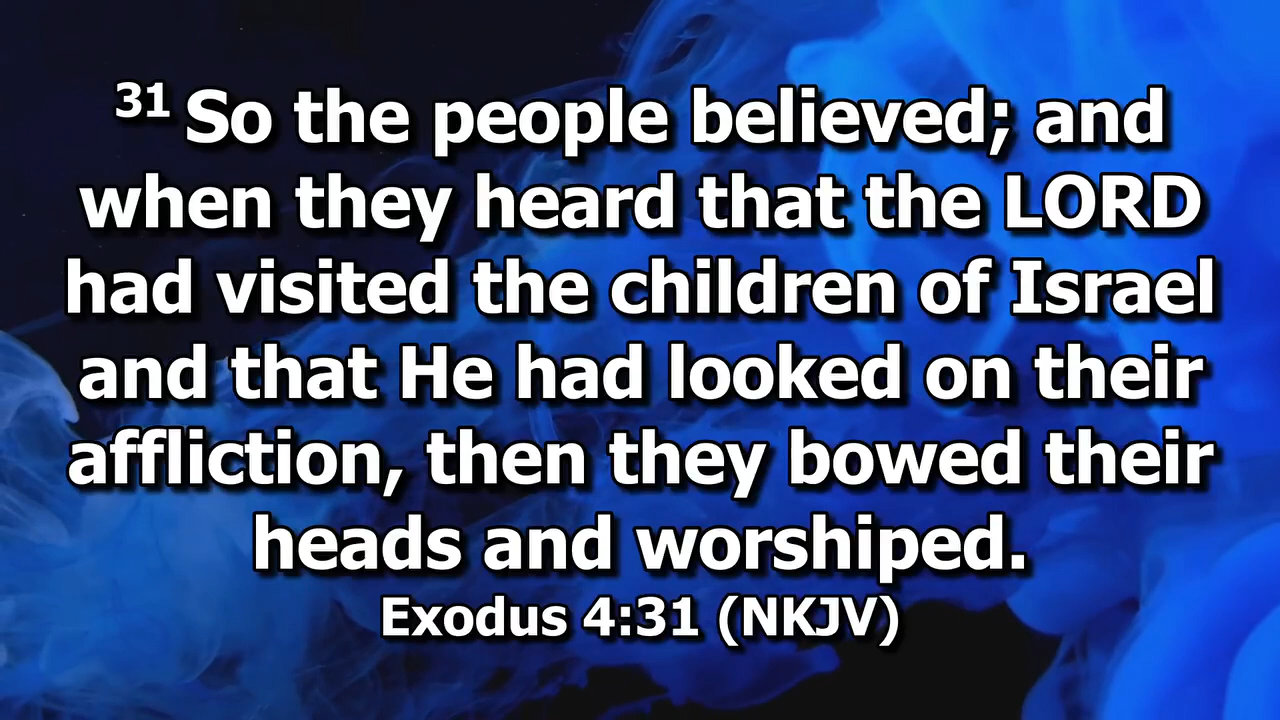 31 So the people believed; and
when they heard that the LORD
had visited the children of Israel
and that He had looked on their
affliction, then they bowed their
heads and worshiped.
Exodus 4:31 (NKJV)